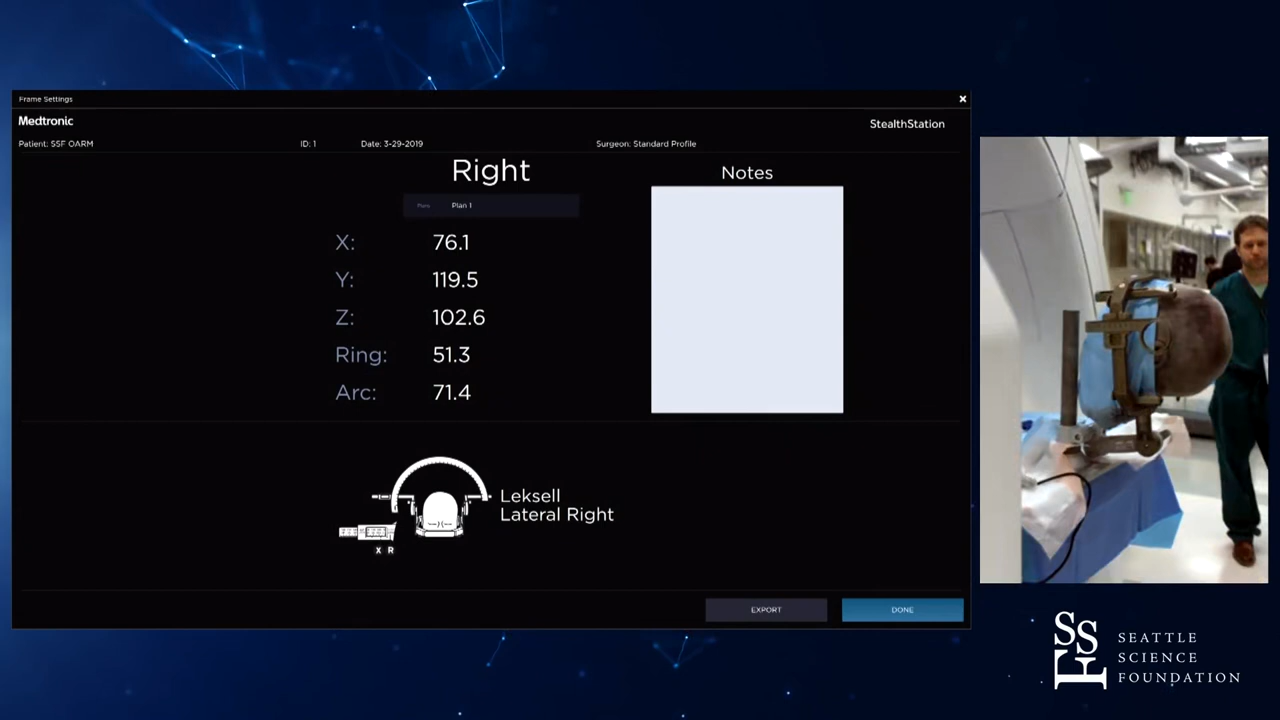 Frame Settings
Medtronic
StealthStation
Patient: SSF OARM ID: 1 Date: 3-29-2019 Surgeon: Standard Profile
Right
Notes
Plans Plan 1
X: 76.1
Y: 119.5
Z: 102.6
Ring: 51.3
Arc: 71.4
Leksell
Lateral Right
X R
EXPORT
DONE
SSF
SEATTLE
SCIENCE
FOUNDATION